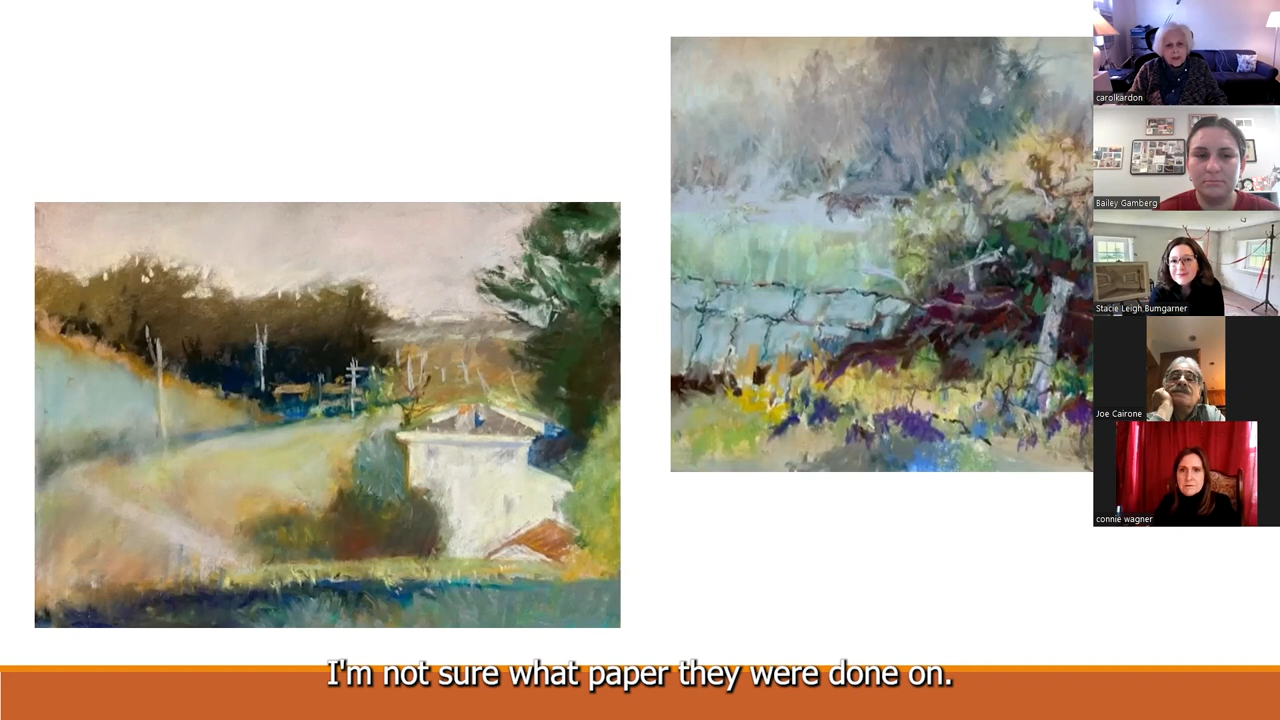 carolkardon
Bailey Gamberg
Stacie Leigh Bumgarner
Joe Cairone
connie wagner
I'm not sure what paper they were done on.